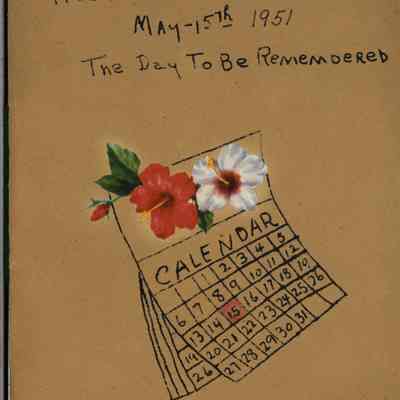 MAY-15th 1951
The Day To Be Remembered
CALENDAR
1 2 3 4 5
6 7 8 9 10 11 12
13 14 15 16 17 18 19
19 20 21 22 23 24 25 26
26 27 28 29 30 31